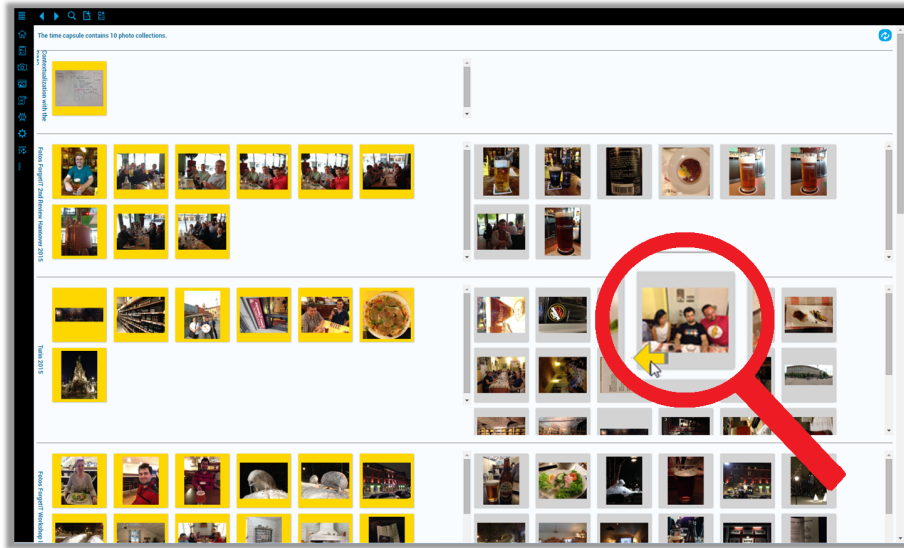 The time capsule contains 10 photo collections.
Contextualization with the
Fotos ForgetIT 2nd Review Hannover 2015
Turin 2015
Fotos ForgetIT Workshop